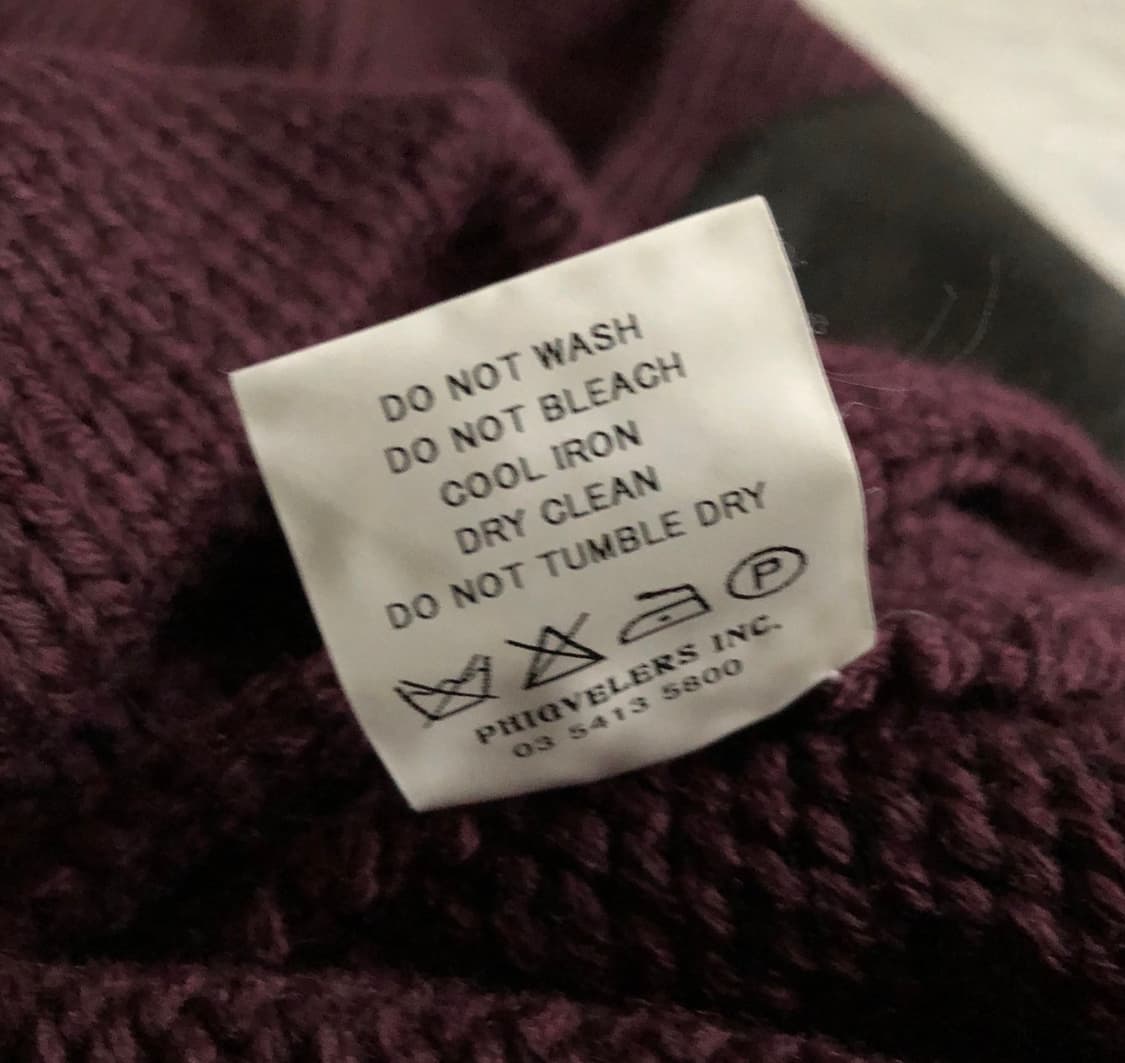 DO NOT WASH
DO NOT BLEACH
COOL IRON
DRY CLEAN
DO NOT TUMBLE DRY
P
PHIGVELERS INC.
03 5413 5800